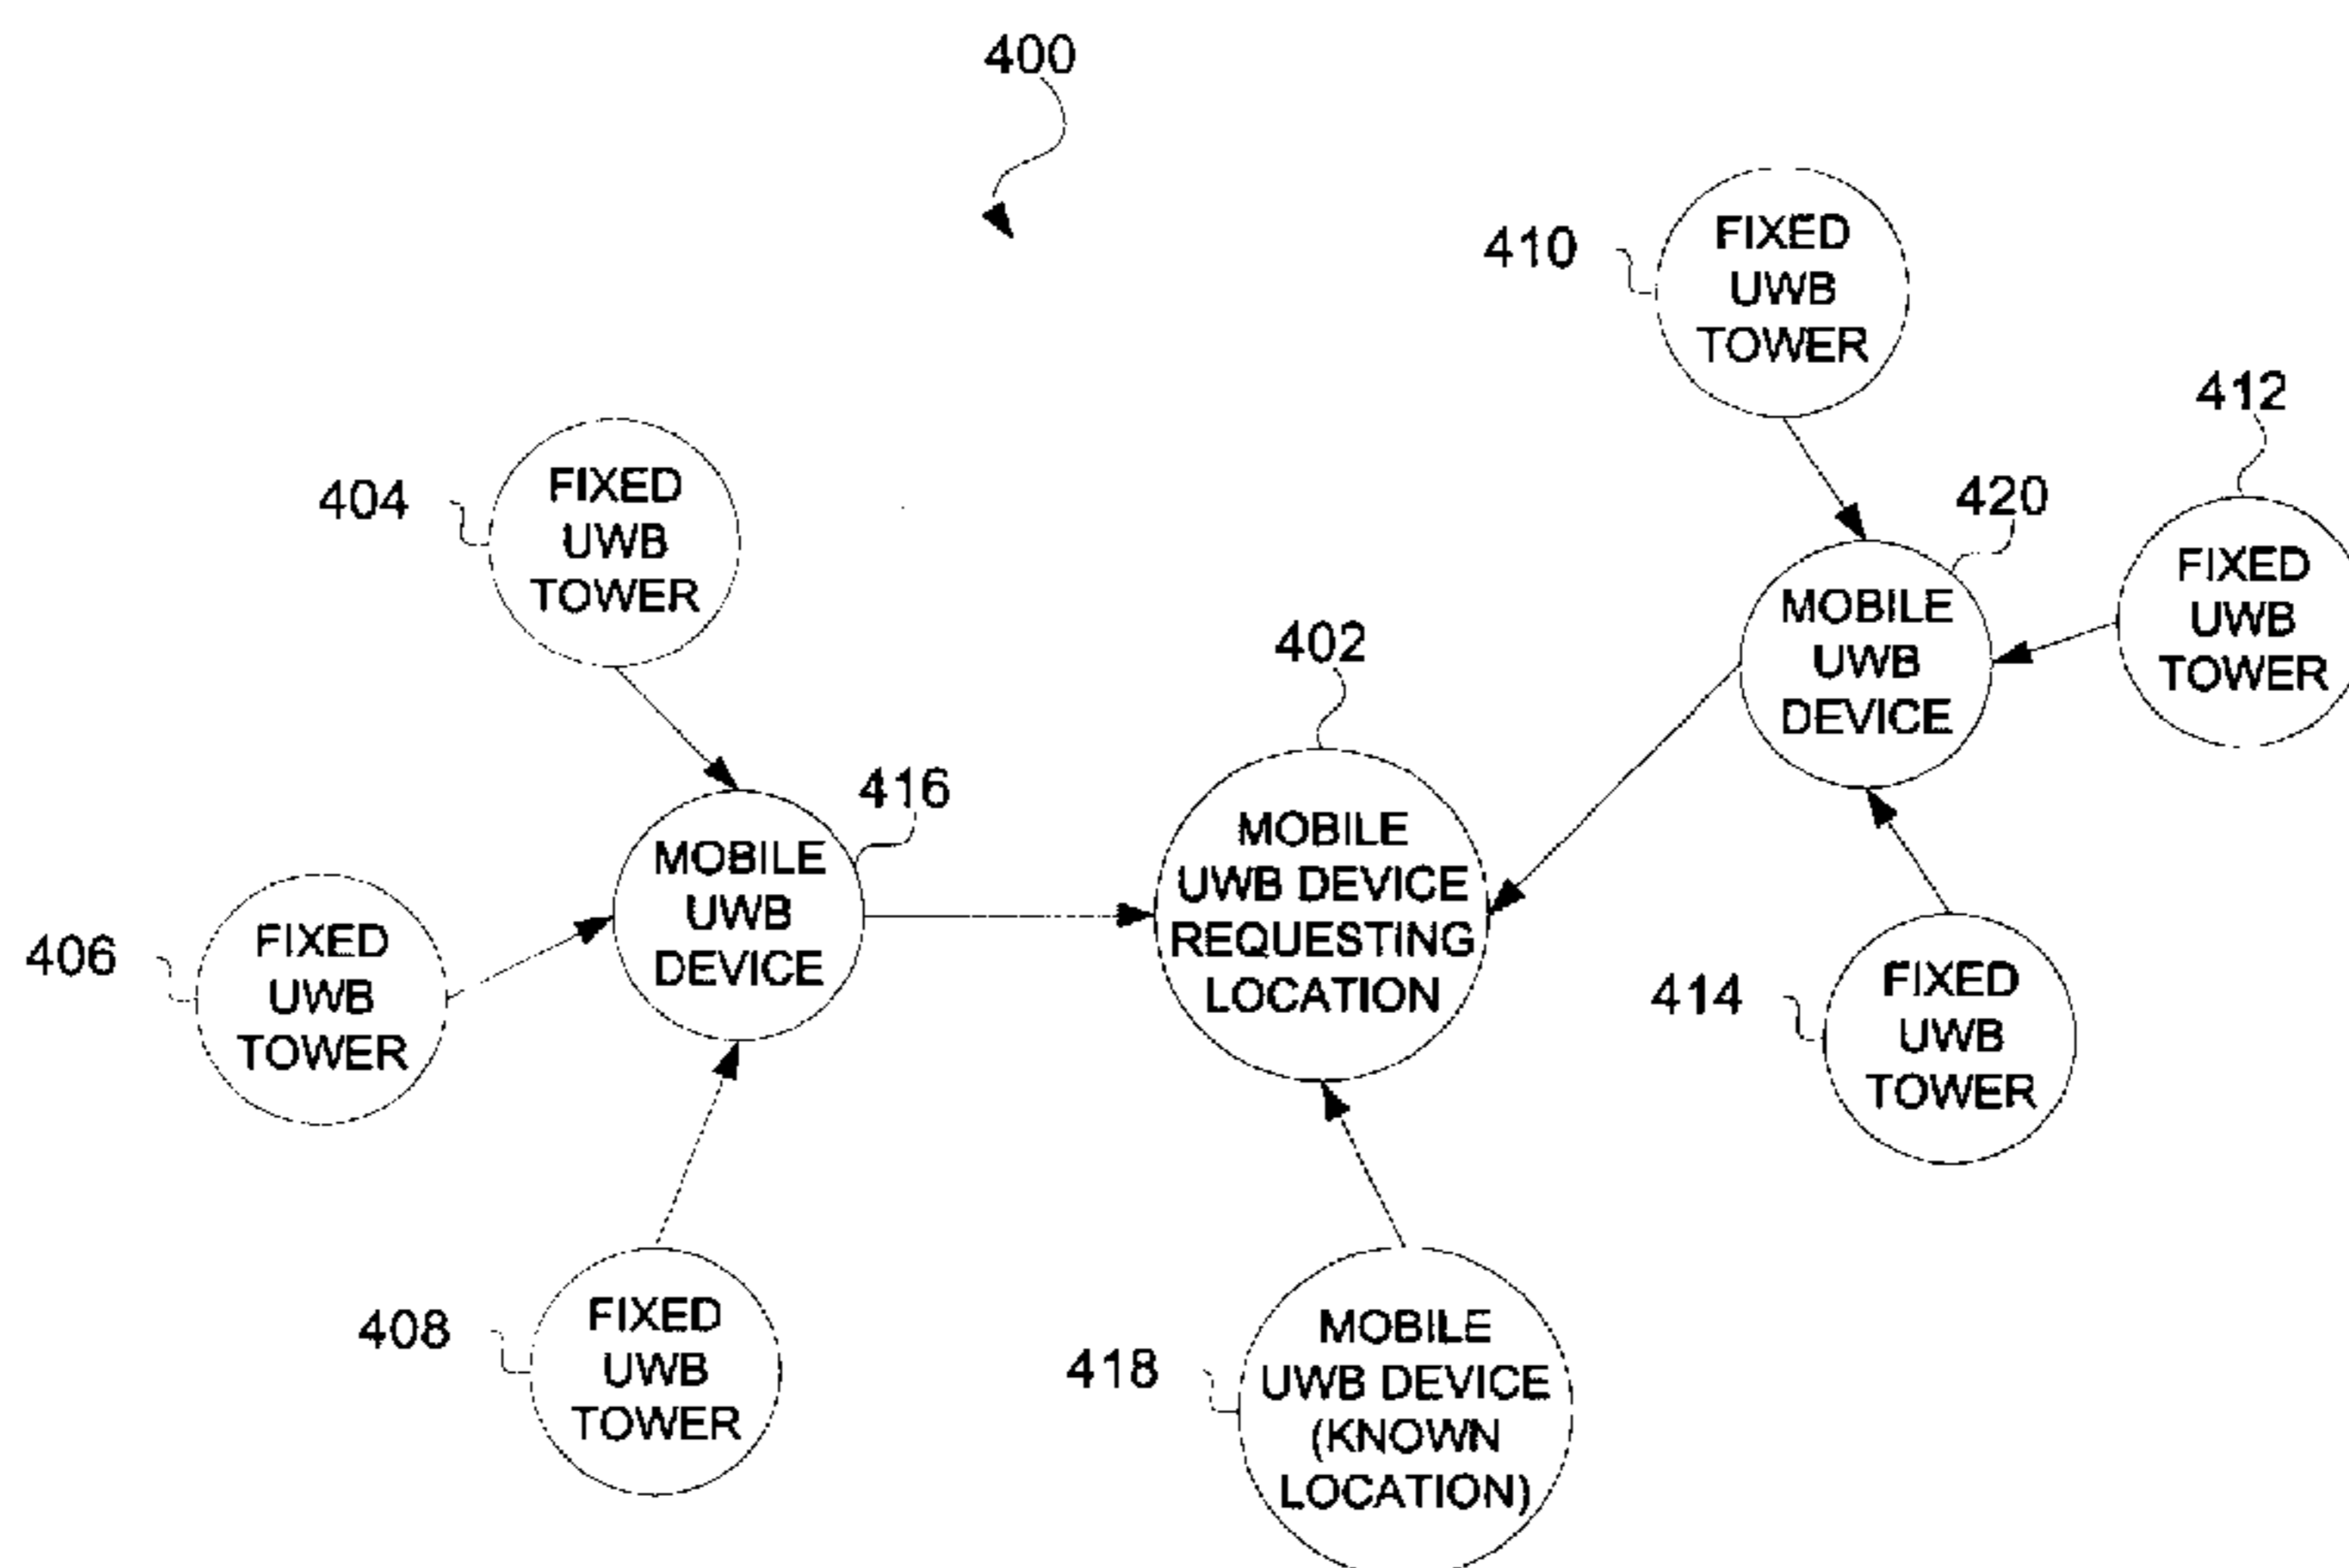 400
410
FIXED
UWB
TOWER
412
FIXED
UWB
TOWER
404
FIXED
UWB
TOWER
420
MOBILE
UWB
DEVICE
402
MOBILE
UWB DEVICE
REQUESTING
LOCATION
416
MOBILE
UWB
DEVICE
406
FIXED
UWB
TOWER
414
FIXED
UWB
TOWER
408
FIXED
UWB
TOWER
418
MOBILE
UWB DEVICE
(KNOWN
LOCATION)